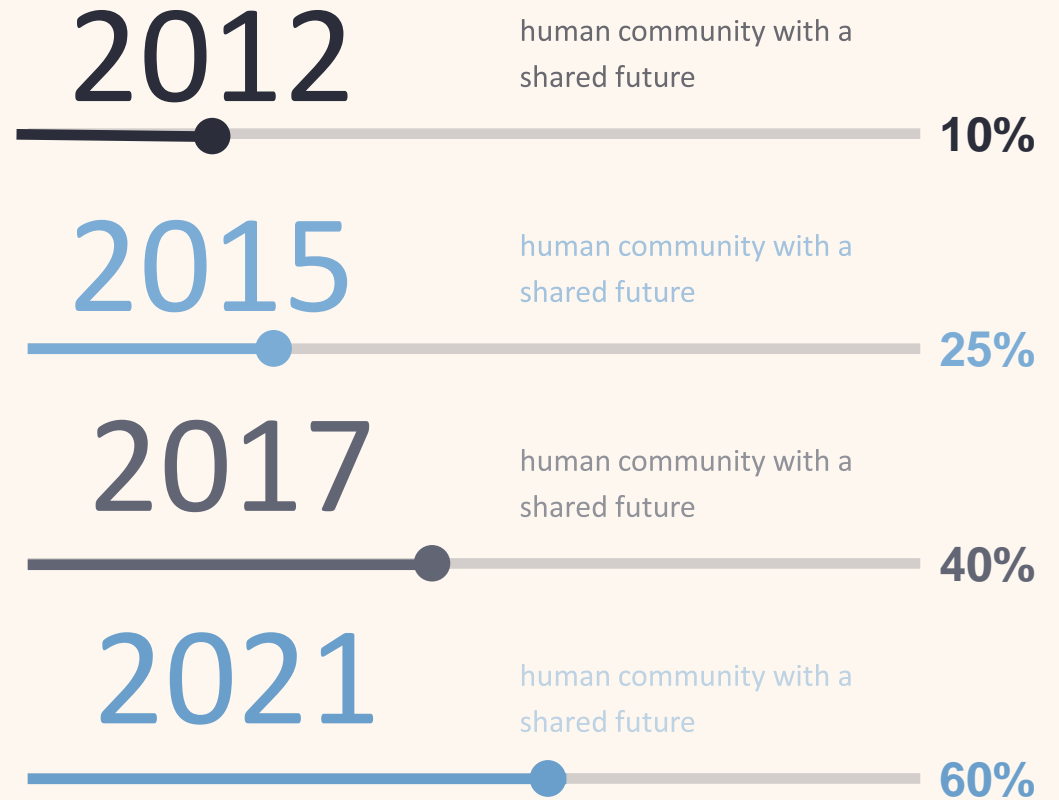 2012
human community with a
shared future
10%
2015
human community with a
shared future
25%
2017
human community with a
shared future
40%
2021
human community with a
shared future
60%